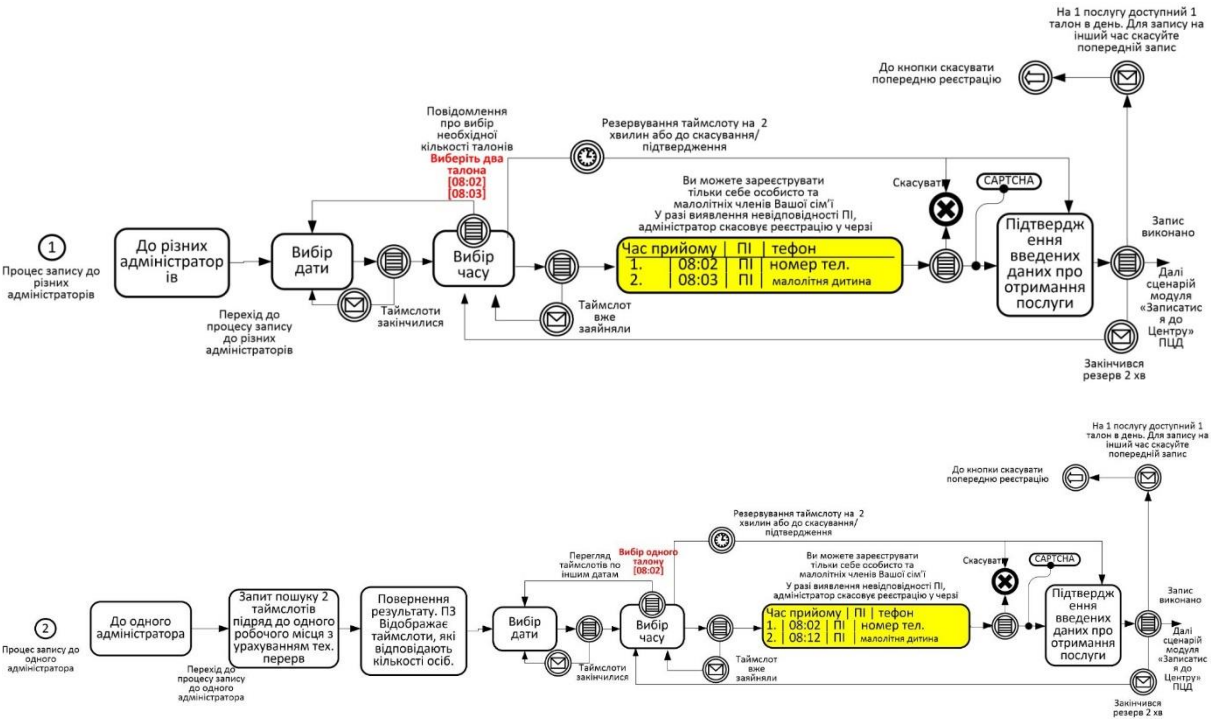 На 1 послугу доступний 1
талон в день. Для запису на
інший час скасуйте
попередній запис
До кнопки скасувати
попередню реєстрацію
Повідомлення
про вибір
необхідної
кількості талонів
Виберіть два
талона
[08:02]
[08:03]
Резервування таймслоту на 2
хвилин або до скасування/
підтвердження
Ви можете зареєструвати
тільки себе особисто та
малолітніх членів Вашої сім’ї
У разі виявлення невідповідності ПІ,
адміністратор скасовує реєстрацію у черзі
Скасувати
CAPTCHA
1
Процес запису до
різних
адміністраторів
До різних
адміністратор
ів
Вибір
дати
Вибір
часу
Час прийому | ПІ | тефон
1. | 08:02 | ПІ | номер тел.
2. | 08:03 | ПІ | малолітня дитина
Підтвердж
ення
введених
даних про
отримання
послуги
Запис
виконано
Далі
сценарій
модуля
«Записатис
я до
Центру»
ПЦД
Перехід до
процесу запису
до різних
адміністраторів
Таймслоти
закінчилися
Таймслот
вже
заяйняли
Закінчився
резерв 2 хв
На 1 послугу доступний 1
талон в день. Для запису на
інший час скасуйте
попередній запис
До кнопки скасувати
попередню реєстрацію
Резервування таймслоту на 2
хвилин або до скасування/
підтвердження
Перегляд
таймслотів по
іншим датам
Вибір одного
талону
[08:02]
Ви можете зареєструвати
тільки себе особисто та
малолітніх членів Вашої сім’ї
У разі виявлення невідповідності ПІ,
адміністратор скасовує реєстрацію у черзі
Скасувати
CAPTCHA
2
Процес запису до
одного
адміністратора
До одного
адміністратора
Запит пошуку 2
таймслотів
підряд до одного
робочого місця з
урахуванням тех.
перерв
Повернення
результату. ПЗ
Відображає
таймслоти, які
відповідають
кількості осіб.
Вибір
дати
Вибір
часу
Час прийому | ПІ | тефон
1. | 08:02 | ПІ | номер тел.
2. | 08:12 | ПІ | малолітня дитина
Підтвердж
ення
введених
даних про
отримання
послуги
Запис
виконано
Далі
сценарій
модуля
«Записатис
я до
Центру»
ПЦД
Перехід до
процесу запису
до одного
адміністратора
Таймслоти
закінчилися
Таймслот
вже
заяйняли
Закінчився
резерв 2 хв